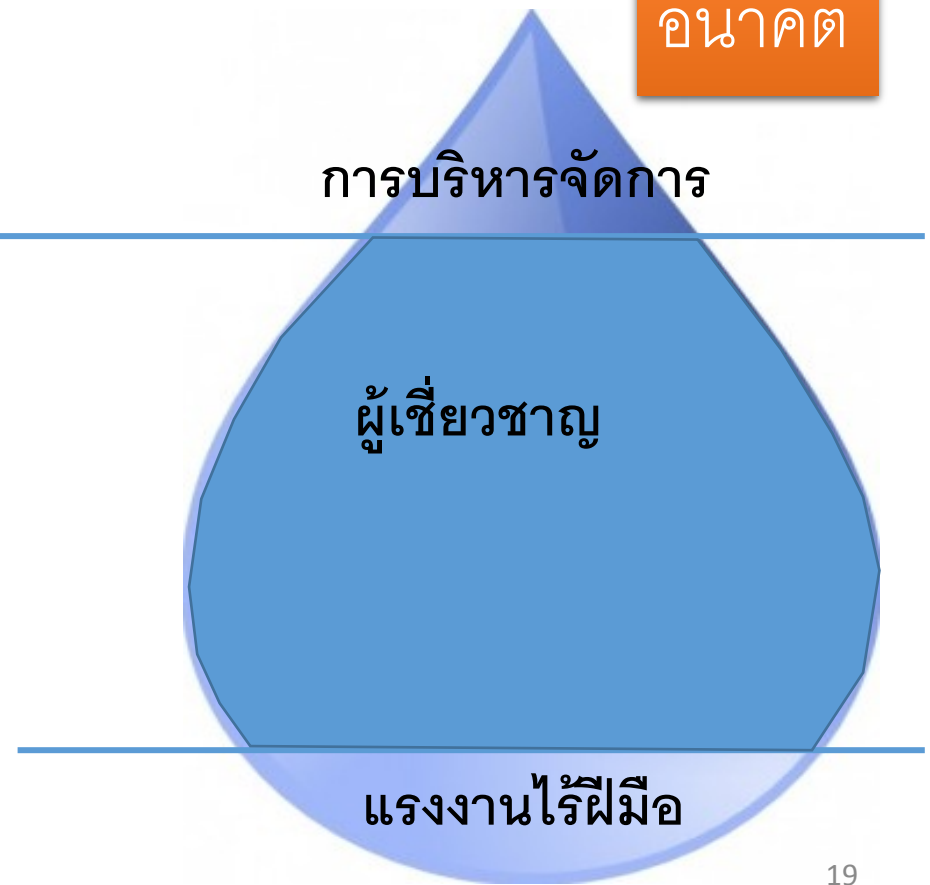 อนาคต
การบริหารจัดการ
ผู้เชี่ยวชาญ
แรงงานไร้ฝีมือ
19